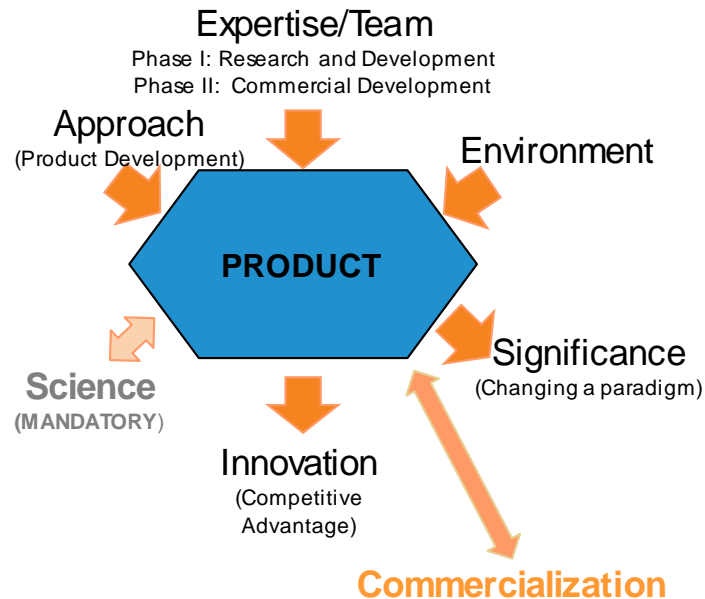 Expertise/Team
Phase I: Research and Development
Phase II: Commercial Development
Approach
(Product Development)
Environment
PRODUCT
Science
(MANDATORY)
Significance
(Changing a paradigm)
Innovation
(Competitive
Advantage)
Commercialization